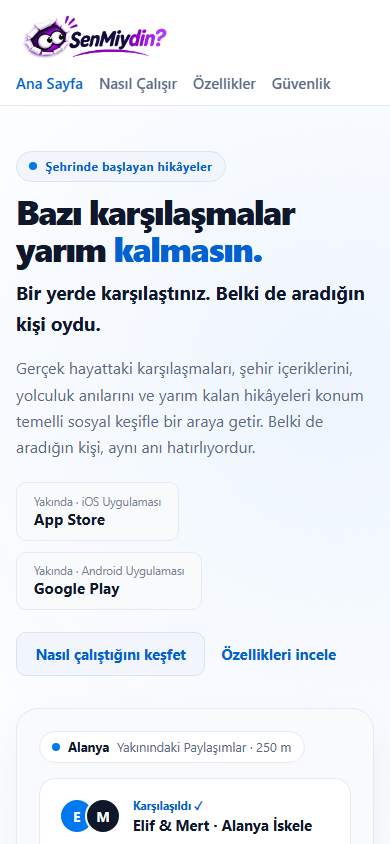 SenMiydin?
Ana Sayfa Nasıl Çalışır Özellikler Güvenlik
Şehrinde başlayan hikâyeler
Bazı karşılaşmalar
yarım kalmasın.
Bir yerde karşılaştınız. Belki de aradığın
kişi oydu.
Gerçek hayattaki karşılaşmaları, şehir içeriklerini,
yolculuk anılarını ve yarım kalan hikâyeleri konum
temelli sosyal keşifle bir araya getir. Belki de
aradığın kişi, aynı anı hatırlıyordur.
Yakında · iOS Uygulaması
App Store
Yakında · Android Uygulaması
Google Play
Nasıl çalıştığını keşfet Özellikleri incele
Alanya Yakınındaki Paylaşımlar · 250 m
E M
Karşılaşıldı ✓
Elif & Mert · Alanya İskele